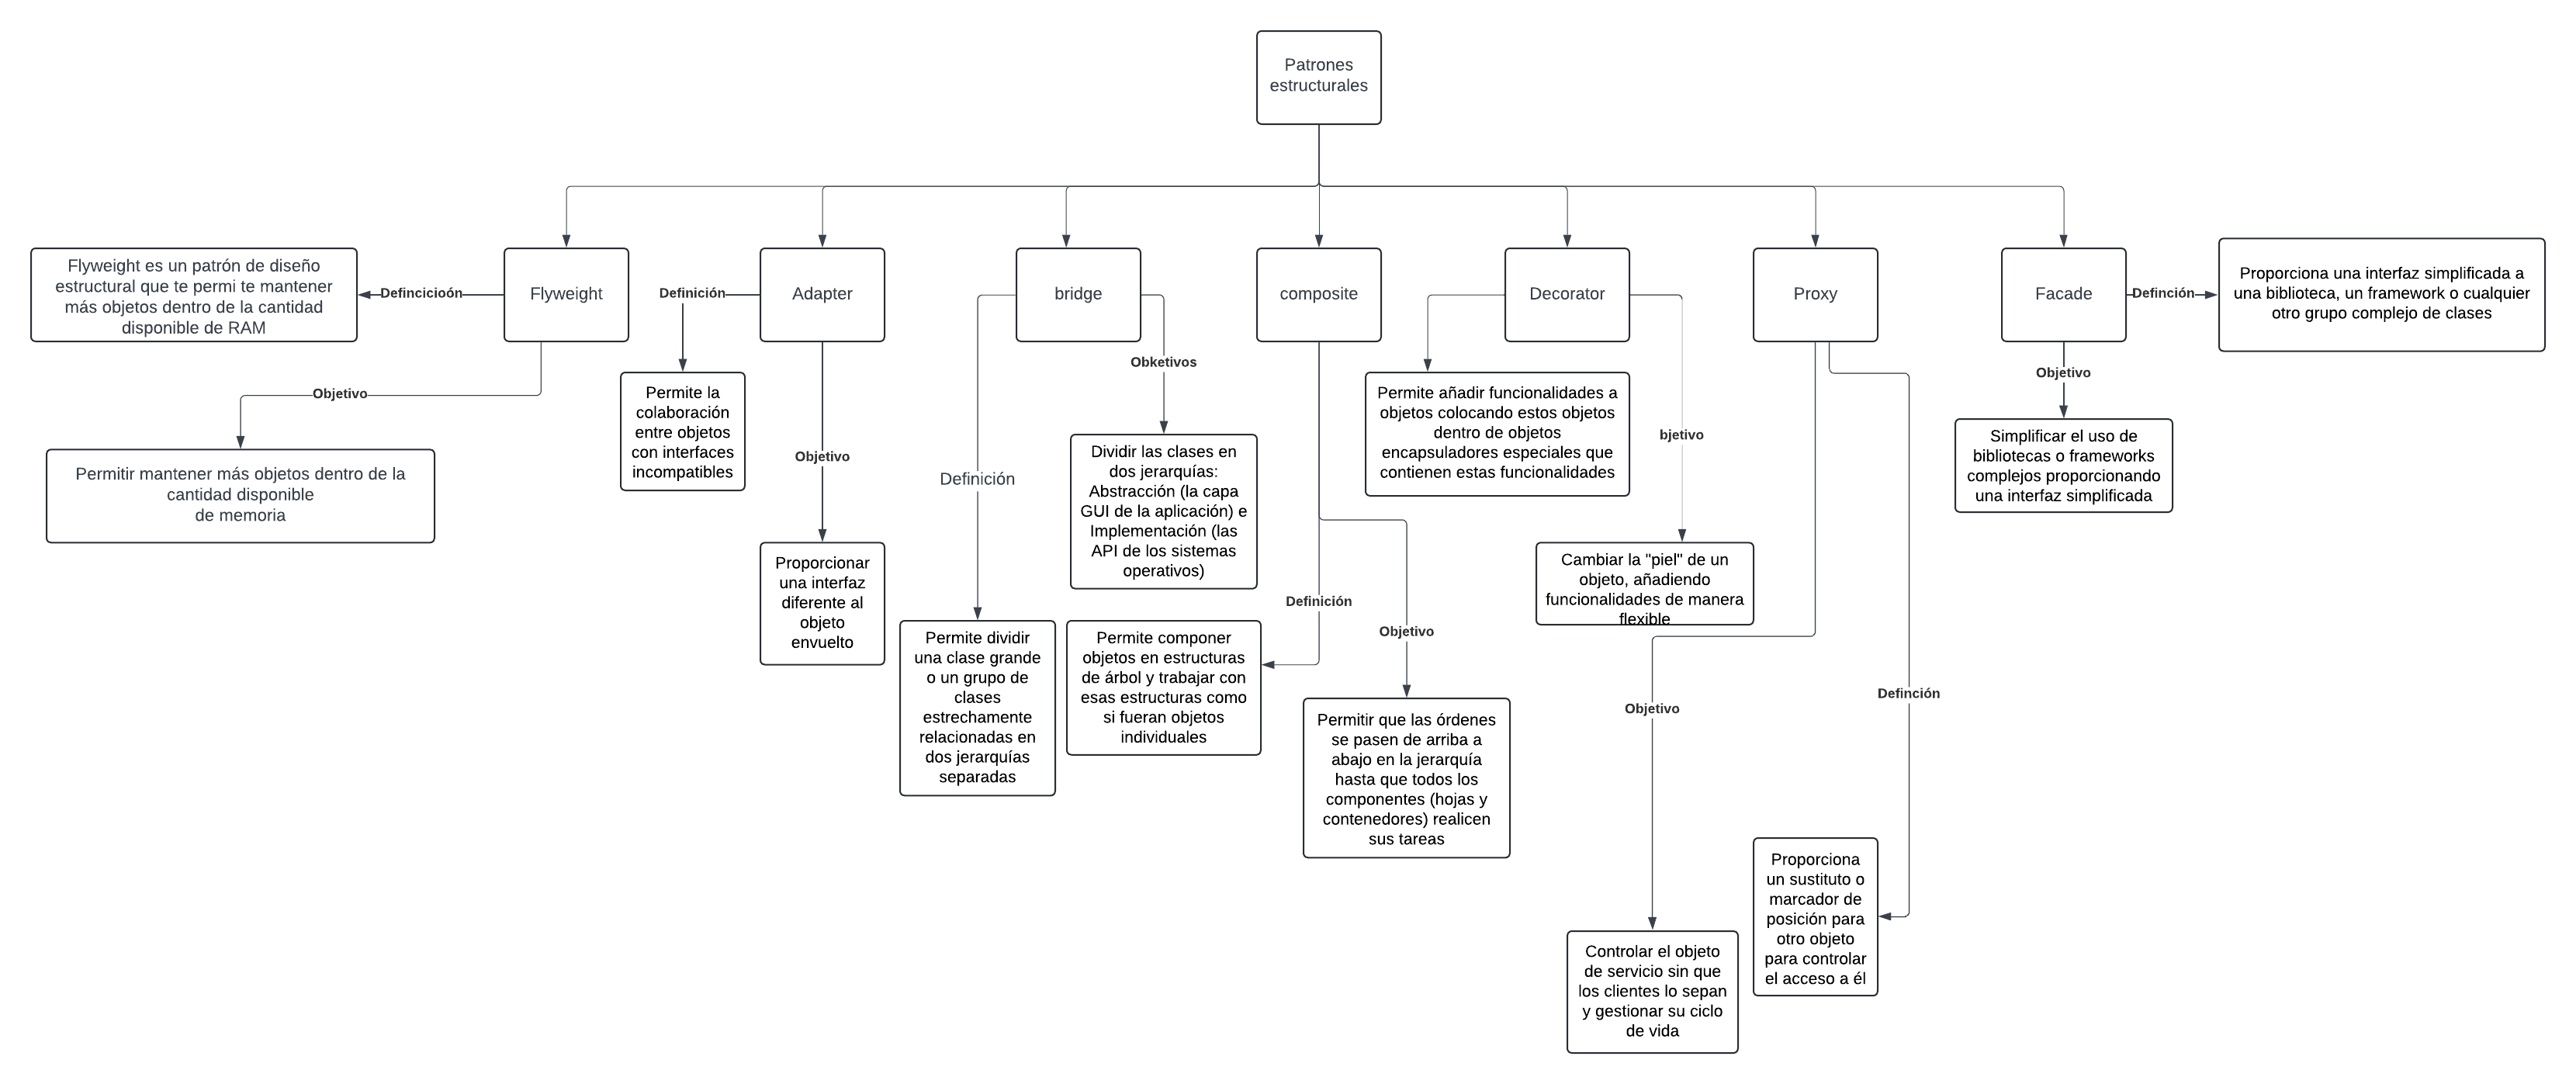 Patrones
estructurales
Flyweight es un patrón de diseño
estructural que te permi te mantener
más objetos dentro de la cantidad
disponible de RAM
Defincicioón
Flyweight
Definición
Adapter
bridge
composite
Decorator
Proxy
Facade
Definción
Proporciona una interfaz simplificada a
una biblioteca, un framework o cualquier
otro grupo complejo de clases
Objetivo
Permitir mantener más objetos dentro de la
cantidad disponible
de memoria
Permite la
colaboración
entre objetos
con interfaces
incompatibles
Objetivo
Proporcionar
una interfaz
diferente al
objeto
envuelto
Definición
Permite dividir
una clase grande
o un grupo de
clases
estrechamente
relacionadas en
dos jerarquías
separadas
Obketivos
Dividir las clases en
dos jerarquías:
Abstracción (la capa
GUI de la aplicación) e
Implementación (las
API de los sistemas
operativos)
Definición
Permite componer
objetos en estructuras
de árbol y trabajar con
esas estructuras como
si fueran objetos
individuales
Objetivo
Permitir que las órdenes
se pasen de arriba a
abajo en la jerarquía
hasta que todos los
componentes (hojas y
contenedores) realicen
sus tareas
Permite añadir funcionalidades a
objetos colocando estos objetos
dentro de objetos
encapsuladores especiales que
contienen estas funcionalidades
bjetivo
Cambiar la "piel" de un
objeto, añadiendo
funcionalidades de manera
flexible
Objetivo
Controlar el objeto
de servicio sin que
los clientes lo sepan
y gestionar su ciclo
de vida
Definción
Proporciona
un sustituto o
marcador de
posición para
otro objeto
para controlar
el acceso a él
Objetivo
Simplificar el uso de
bibliotecas o frameworks
complejos proporcionando
una interfaz simplificada